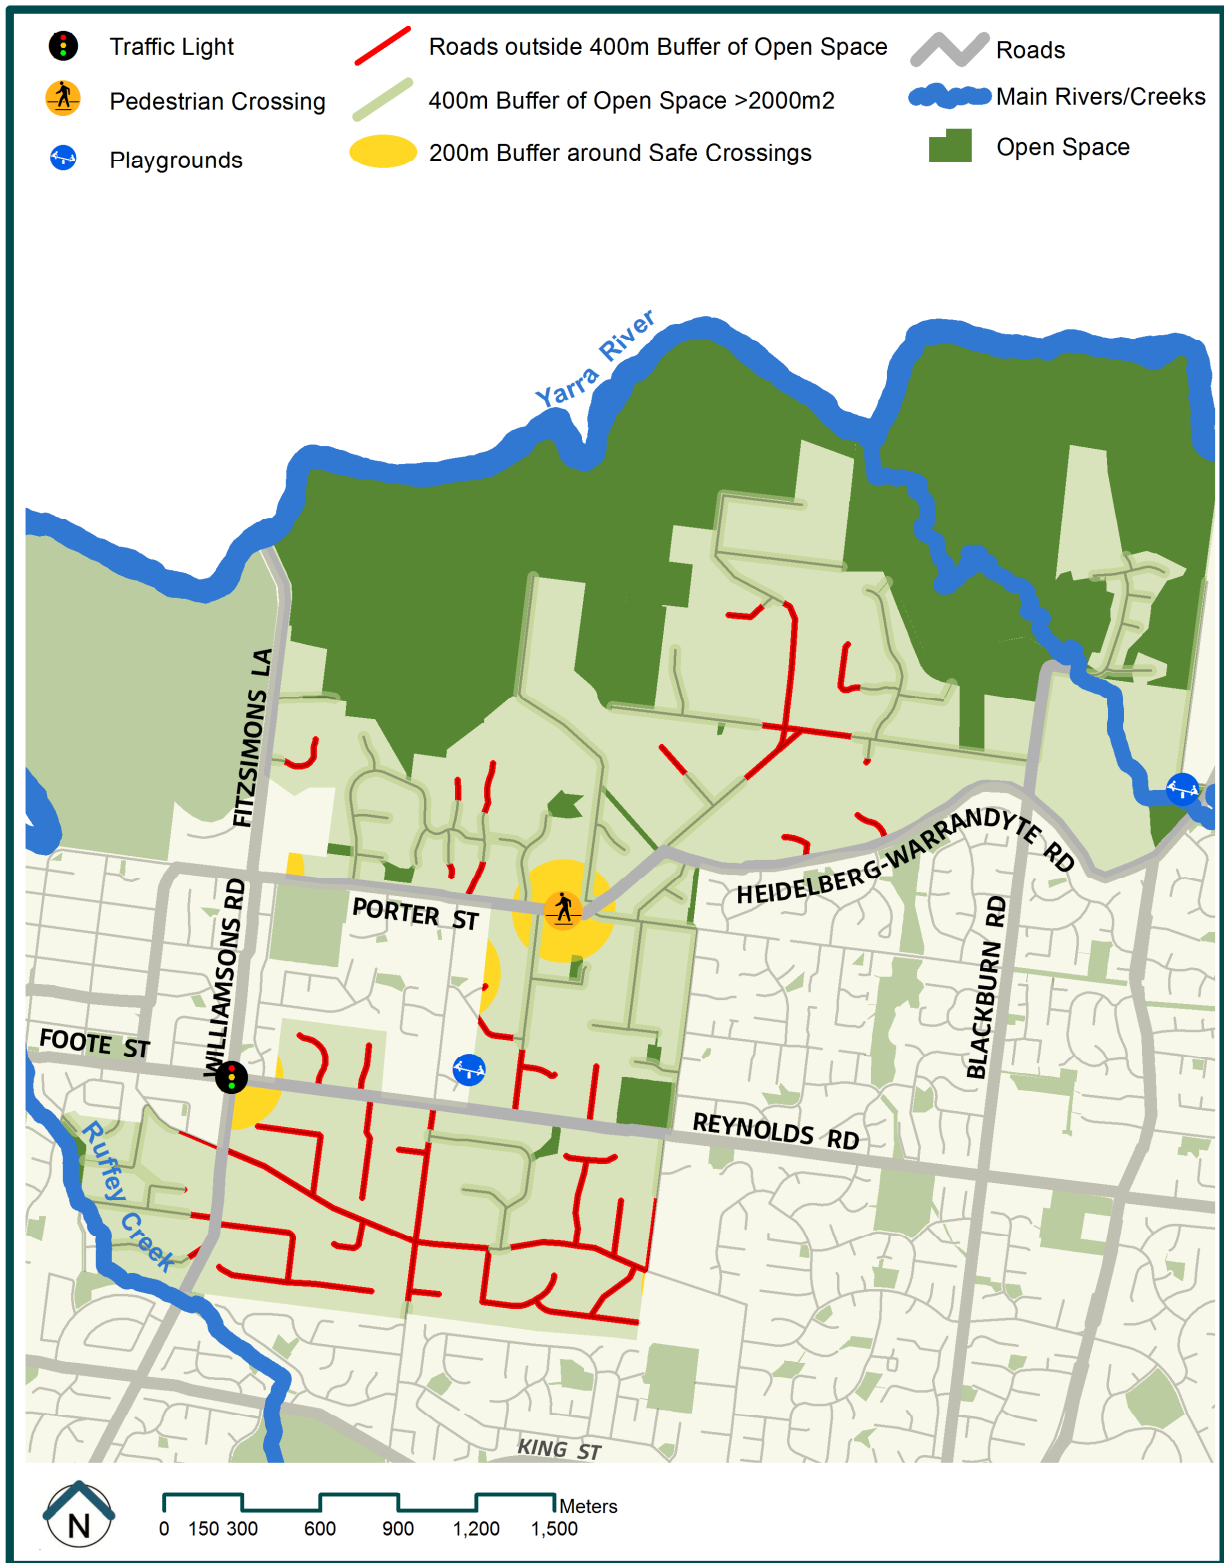 Traffic Light
Roads outside 400m Buffer of Open Space
Roads
Pedestrian Crossing
400m Buffer of Open Space >2000m2
Main Rivers/Creeks
Playgrounds
200m Buffer around Safe Crossings
Open Space
Yarra River
FITZSIMONS LA
HEIDELBERG-WARRANDYTE RD
PORTER ST
WILLIAMSONS RD
BLACKBURN RD
FOOTE ST
REYNOLDS RD
Ruffey Creek
KING ST
N
Meters
0 150 300 600 900 1,200 1,500